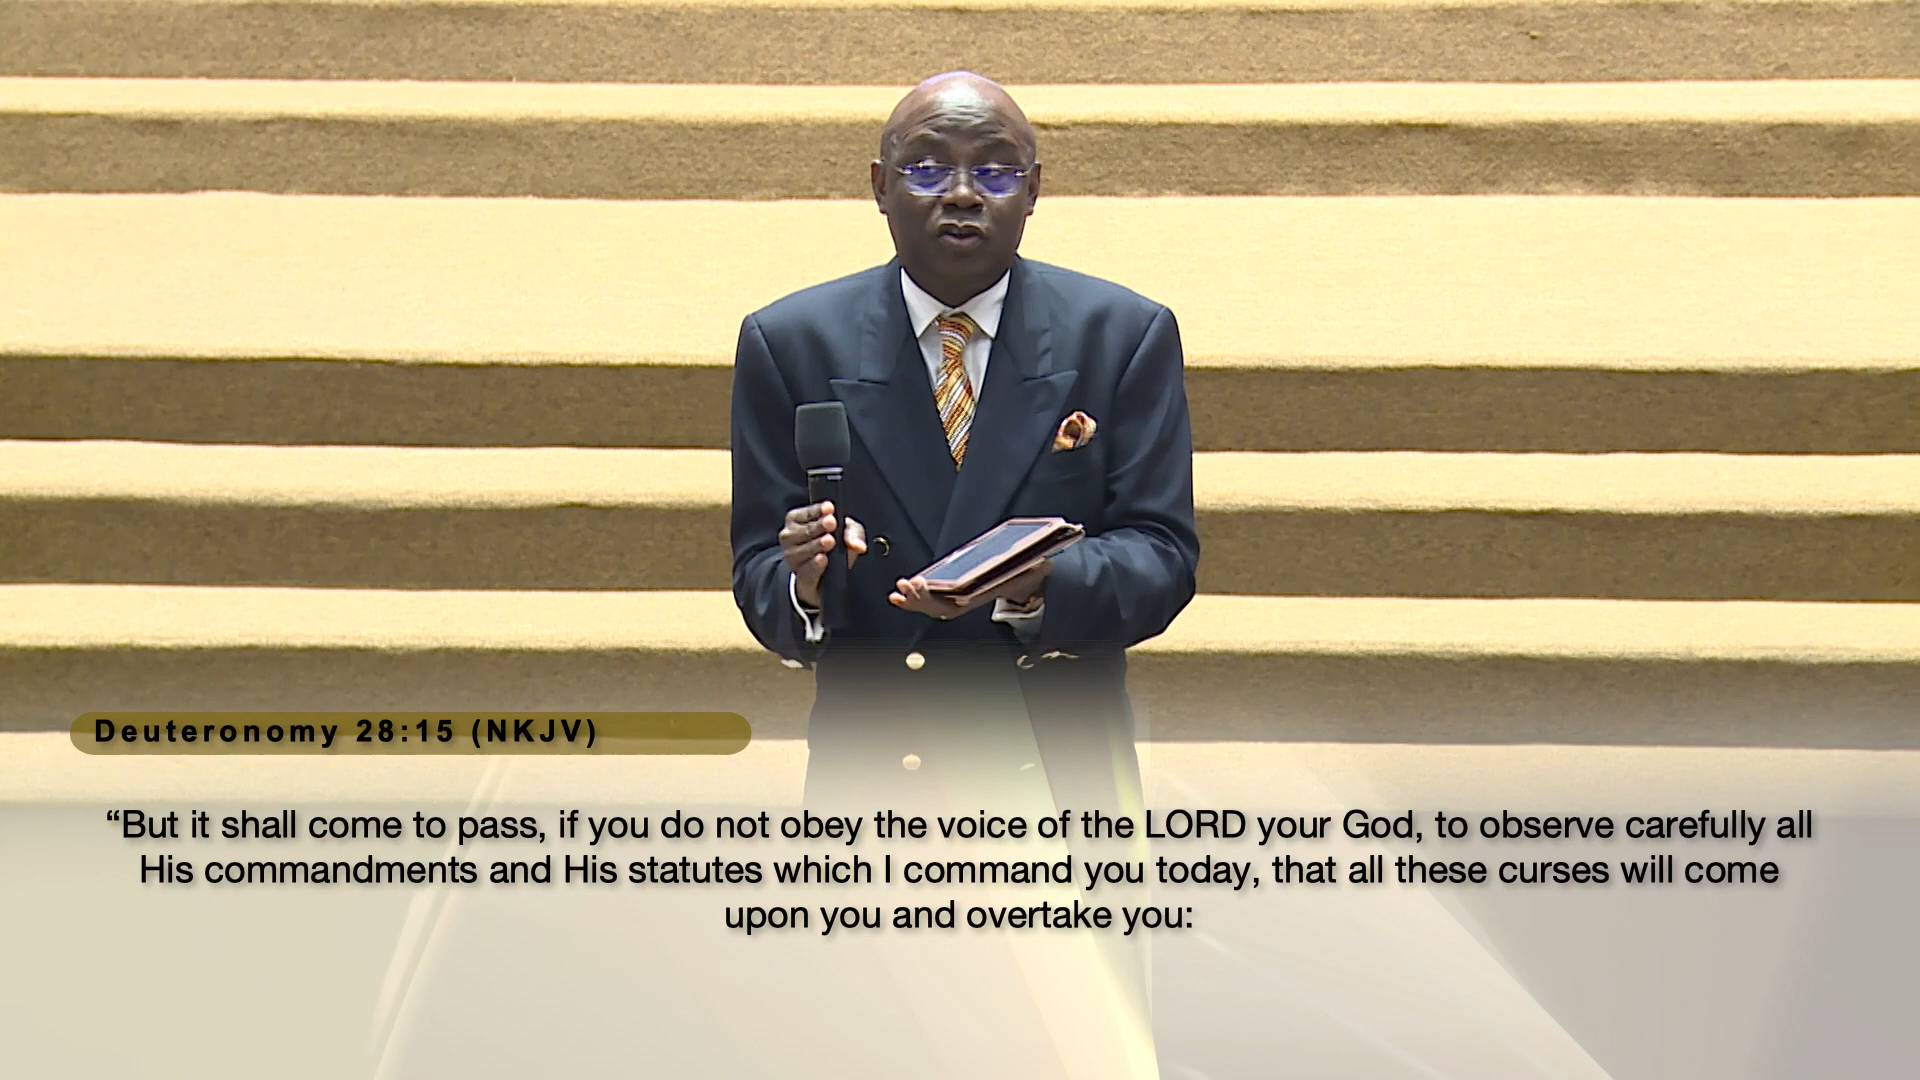 Deuteronomy 28:15 (NKJV)
“But it shall come to pass, if you do not obey the voice of the LORD your God, to observe carefully all
His commandments and His statutes which I command you today, that all these curses will come
upon you and overtake you: